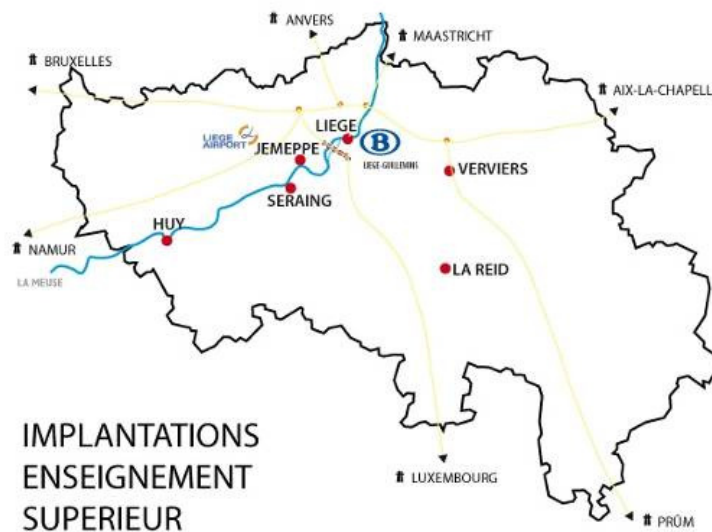 ANVERS
MAASTRICHT
BRUXELLES
AIX-LA-CHAPELL
LIEGE
LIEGE AIRPORT
B
JEMEPPE
LIEGE-GUILLEMINS
VERVIERS
SERAING
HUY
NAMUR
LA REID
LA MEUSE
IMPLANTATIONS
ENSEIGNEMENT
SUPERIEUR
LUXEMBOURG
PRÜM